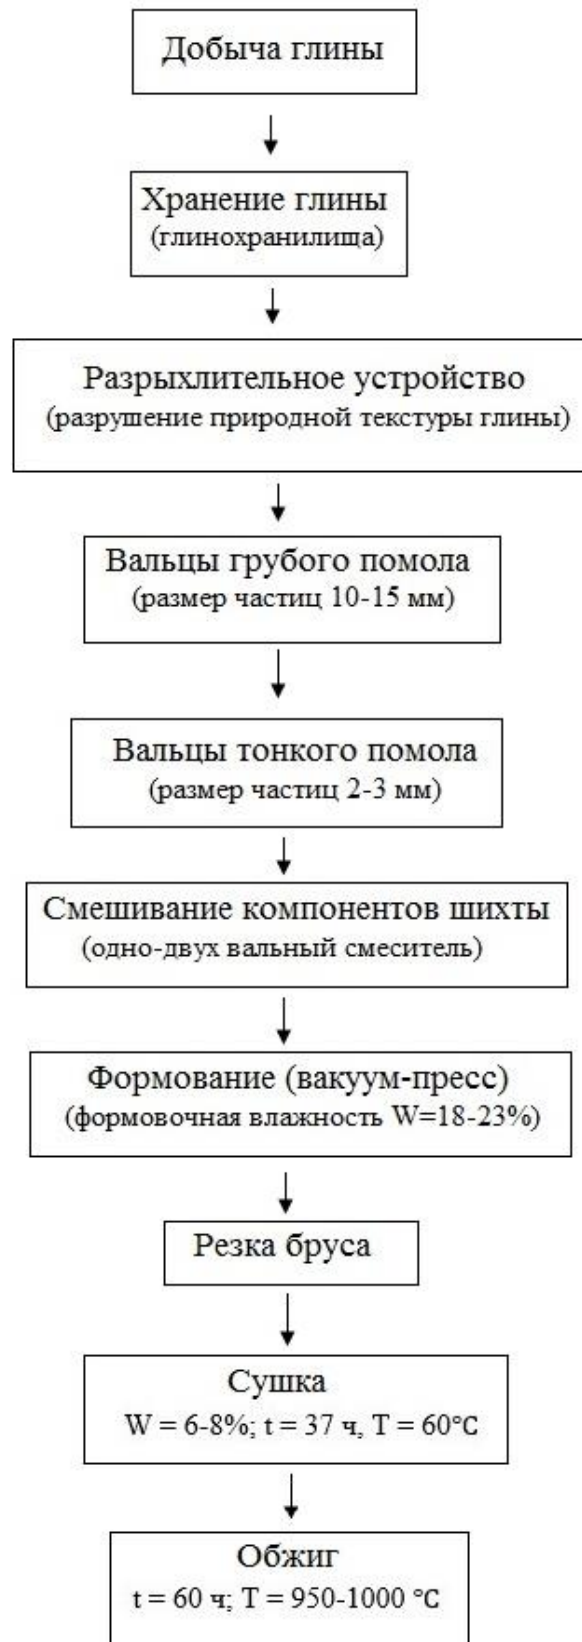 Добыча глины
Хранение глины
(глинохранилища)
Разрыхлительное устройство
(разрушение природной текстуры глины)
Вальцы грубого помола
(размер частиц 10-15 мм)
Вальцы тонкого помола
(размер частиц 2-3 мм)
Смешивание компонентов шихты
(одно-двух вальный смеситель)
Формование (вакуум-пресс)
(формовочная влажность W=18-23%)
Резка бруса
Сушка
W = 6-8%; t = 37 ч, T = 60°C
Обжиг
t = 60 ч; T = 950-1000 °C